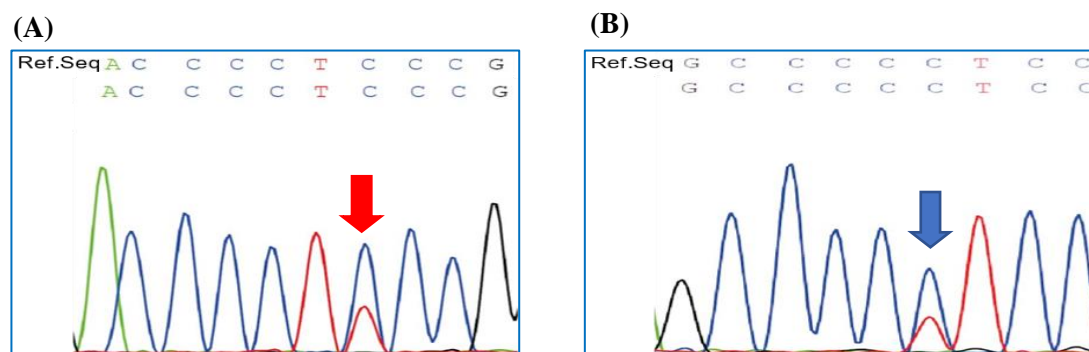 (A)
Ref.Seq A C C C C T C C C G
A C C C C T C C C G
(B)
Ref.Seq G C C C C C T C C
G C C C C C T C C